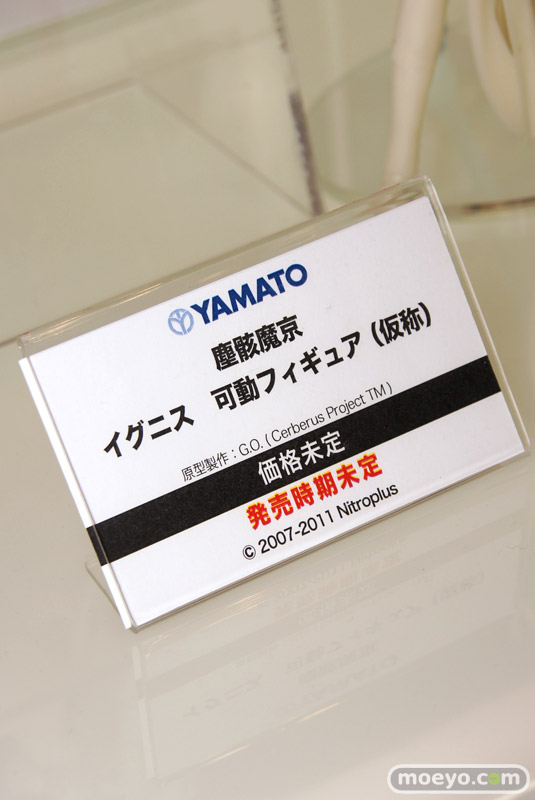 YAMATO
塵骸魔京
イグニス 可動フィギュア（仮称）
原型製作：G.O.（Cerberus Project TM）
価格未定
発売時期未定
© 2007-2011 Nitroplus
moeyo.com